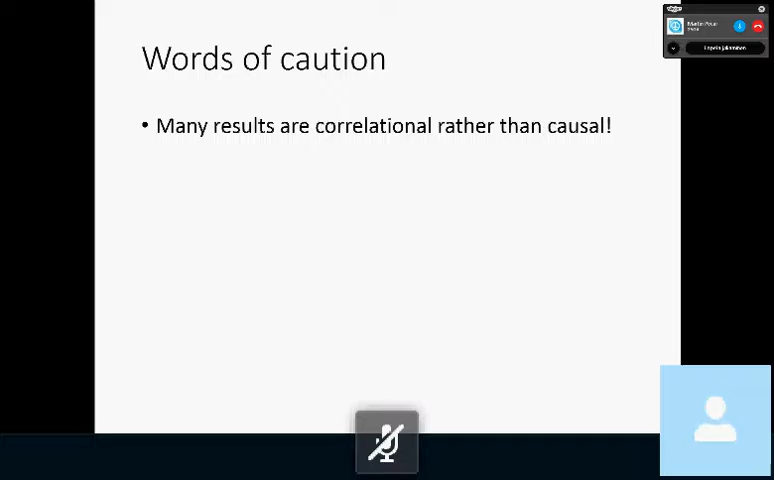 Words of caution
• Many results are correlational rather than causal!